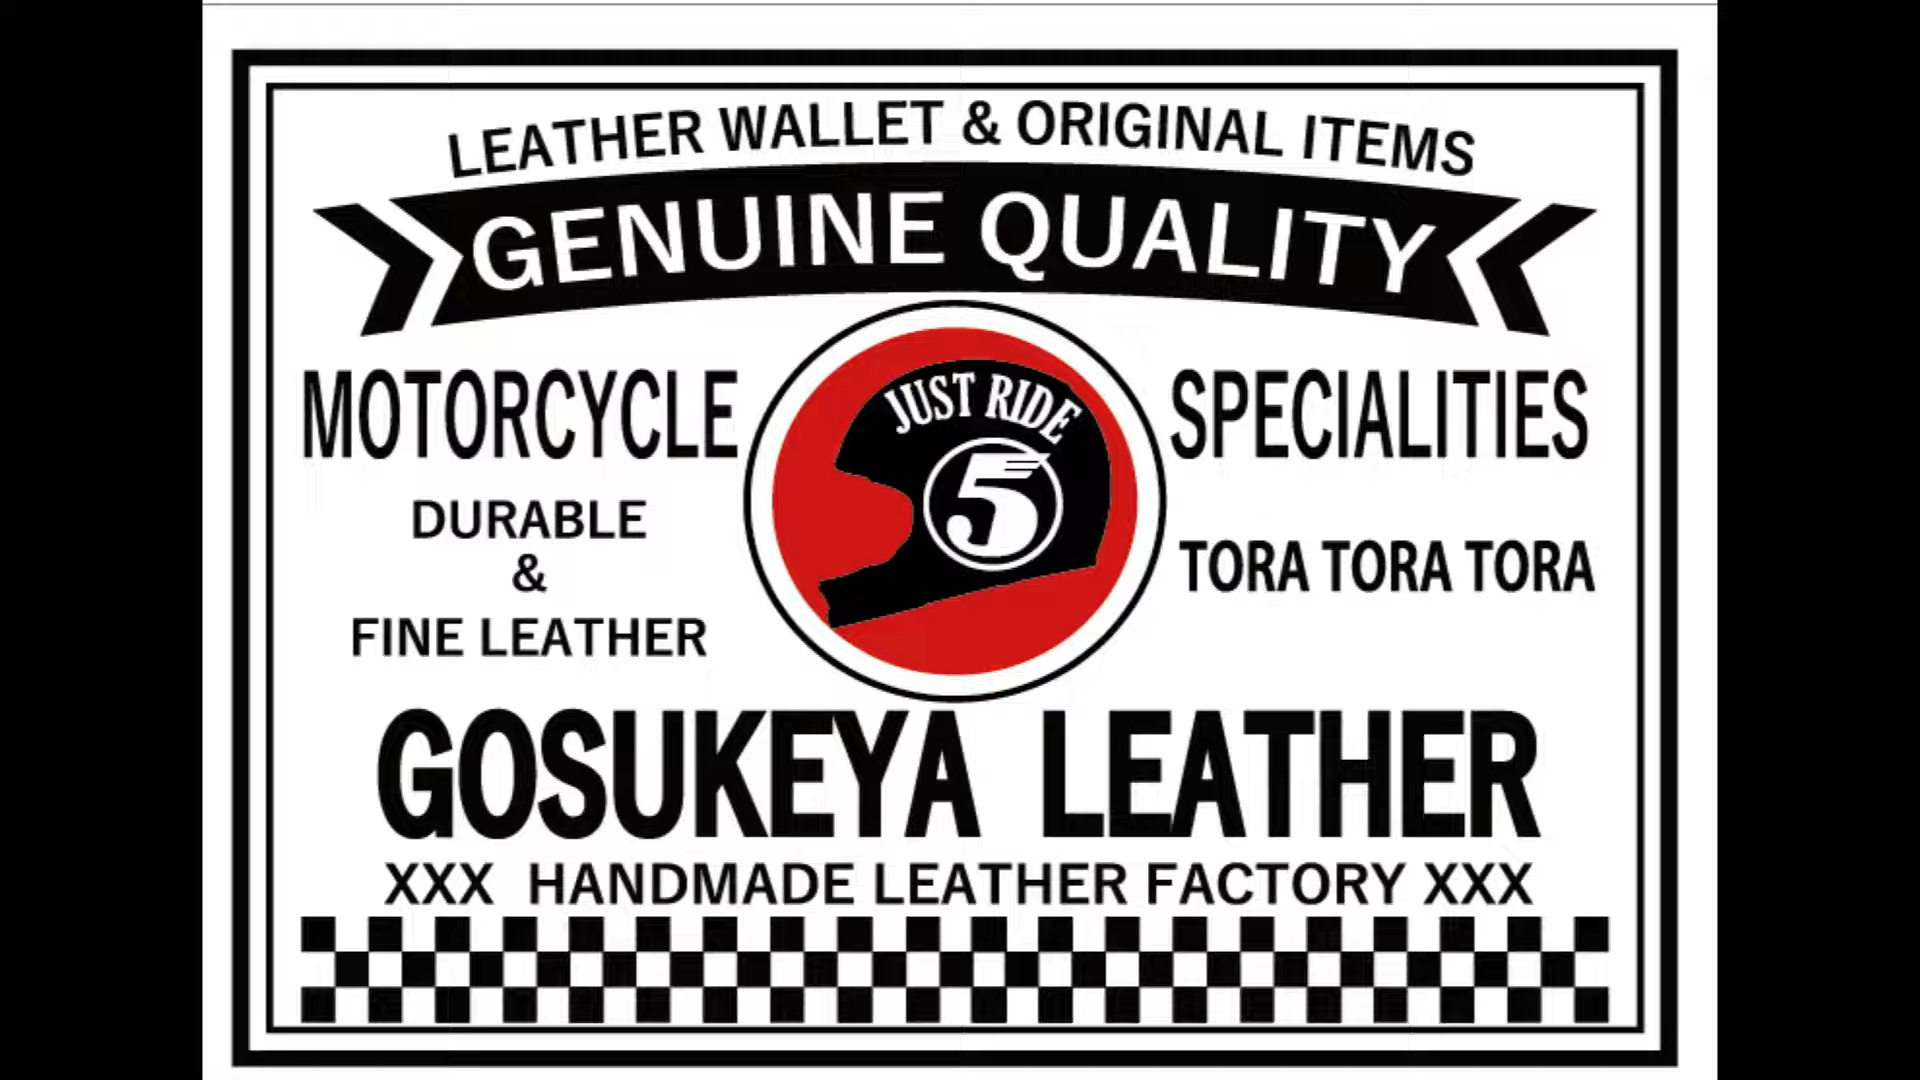 LEATHER WALLET & ORIGINAL ITEMS
GENUINE QUALITY
MOTORCYCLE
JUST RIDE
5
SPECIALITIES
DURABLE
&
FINE LEATHER
TORA TORA TORA
GOSUKEYA LEATHER
XXX HANDMADE LEATHER FACTORY XXX